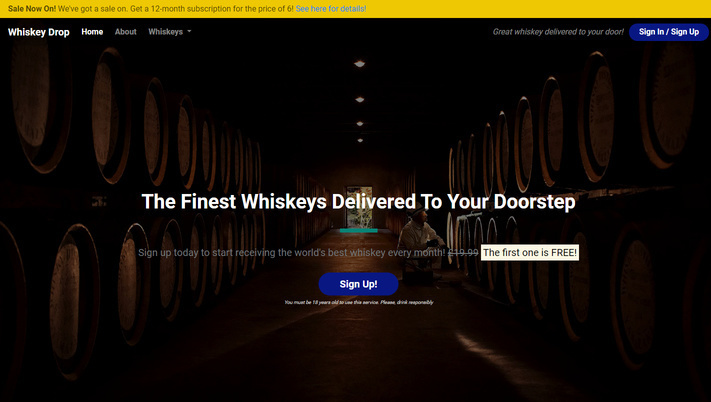 Sale Now On! We've got a sale on. Get a 12-month subscription for the price of 6! See here for details!
Whiskey Drop Home About Whiskeys Great whiskey delivered to your door! Sign In / Sign Up
The Finest Whiskeys Delivered To Your Doorstep
Sign up today to start receiving the world's best whiskey every month! £19.99 The first one is FREE!
Sign Up!
You must be 18 years old to use this service. Please, drink responsibly